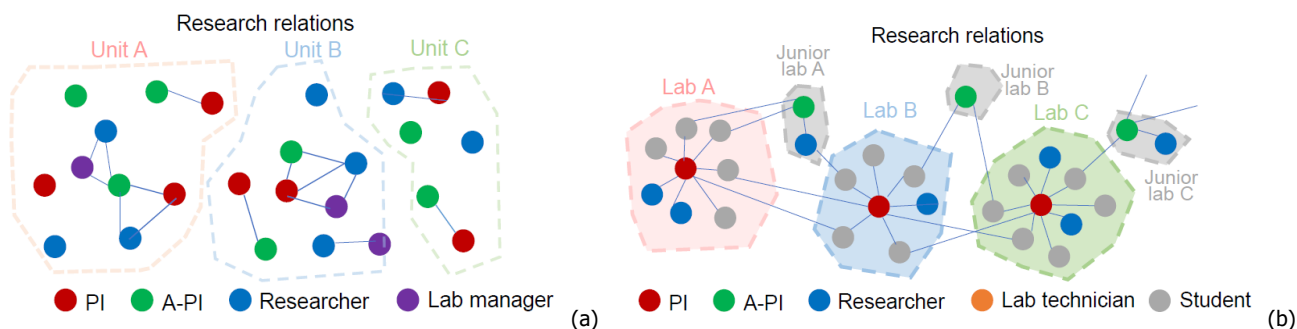 Research relations
Unit A
Unit B
Unit C
PI
A-PI
Researcher
Lab manager
(a)
Research relations
Junior
lab A
Junior
lab B
Lab A
Lab B
Lab C
Junior
lab C
PI
A-PI
Researcher
Lab technician
Student
(b)